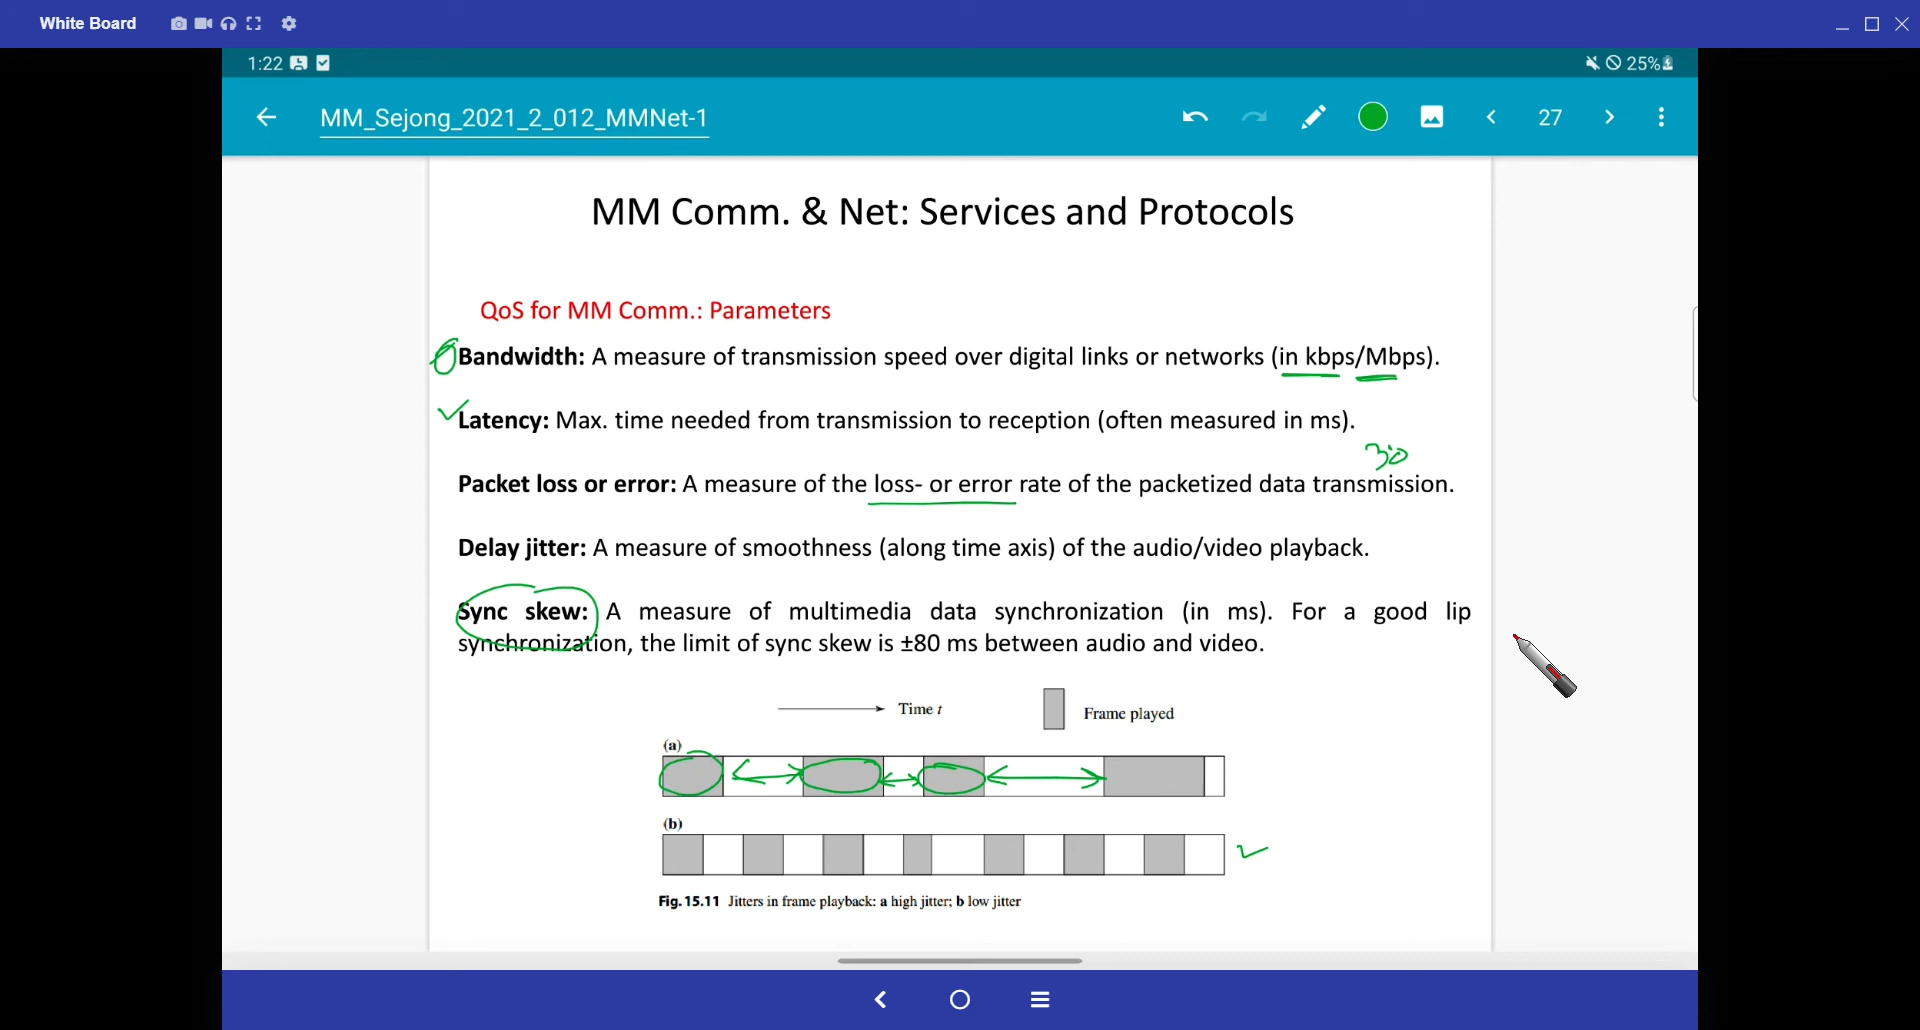 White Board
1:22
25%
MM_Sejong_2021_2_012_MMNet-1
27
MM Comm. & Net: Services and Protocols
QoS for MM Comm.: Parameters
Bandwidth: A measure of transmission speed over digital links or networks (in kbps/Mbps).
Latency: Max. time needed from transmission to reception (often measured in ms).
30
Packet loss or error: A measure of the loss- or error rate of the packetized data transmission.
Delay jitter: A measure of smoothness (along time axis) of the audio/video playback.
Sync skew: A measure of multimedia data synchronization (in ms). For a good lip
synchronization, the limit of sync skew is ±80 ms between audio and video.
Time t
Frame played
(a)
(b)
Fig. 15.11 Jitters in frame playback: a high jitter; b low jitter